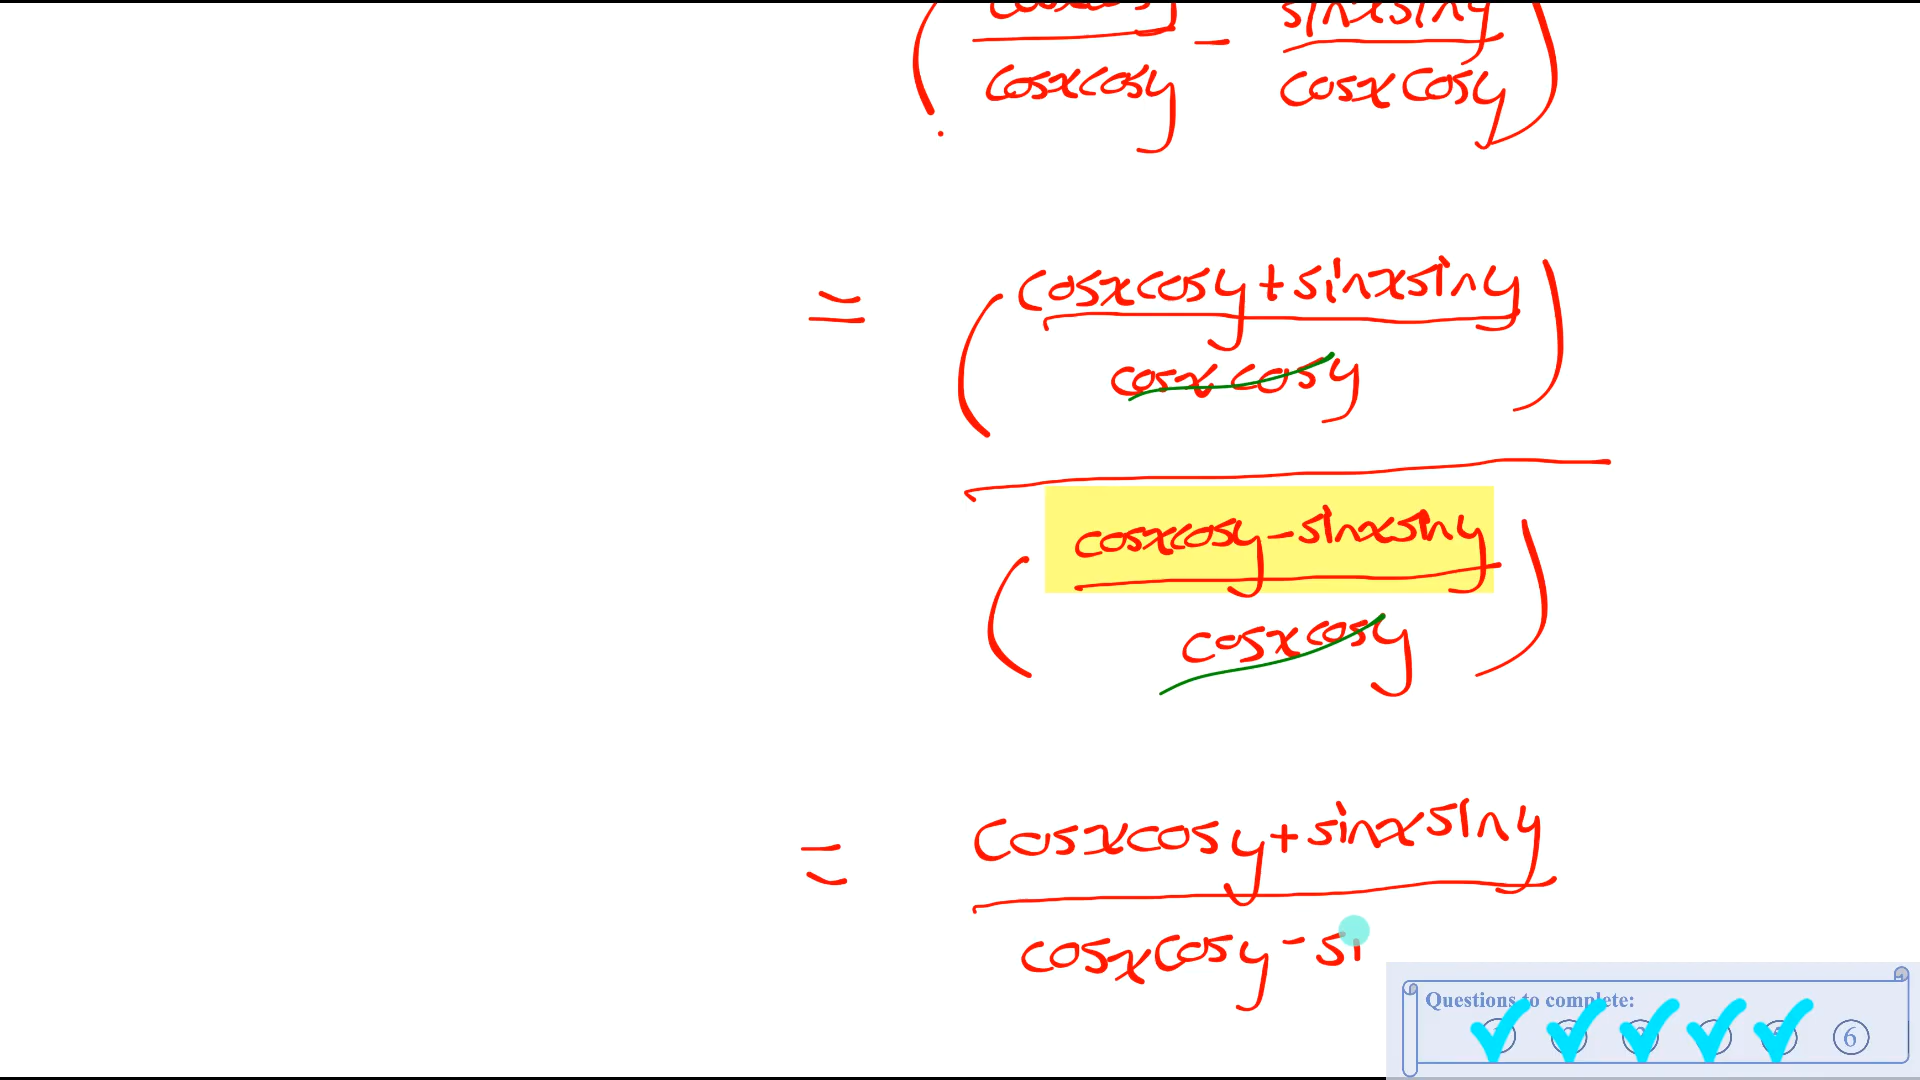 cosxcosy - sinxsiny
cosxcosy cosxcosy
= (cosxcosy + sinxsiny
cosxcosy)
(cosxcosy - sinxsiny
cosxcosy)
= cosxcosy + sinxsiny
cosxcosy - si
Questions to complete:
6